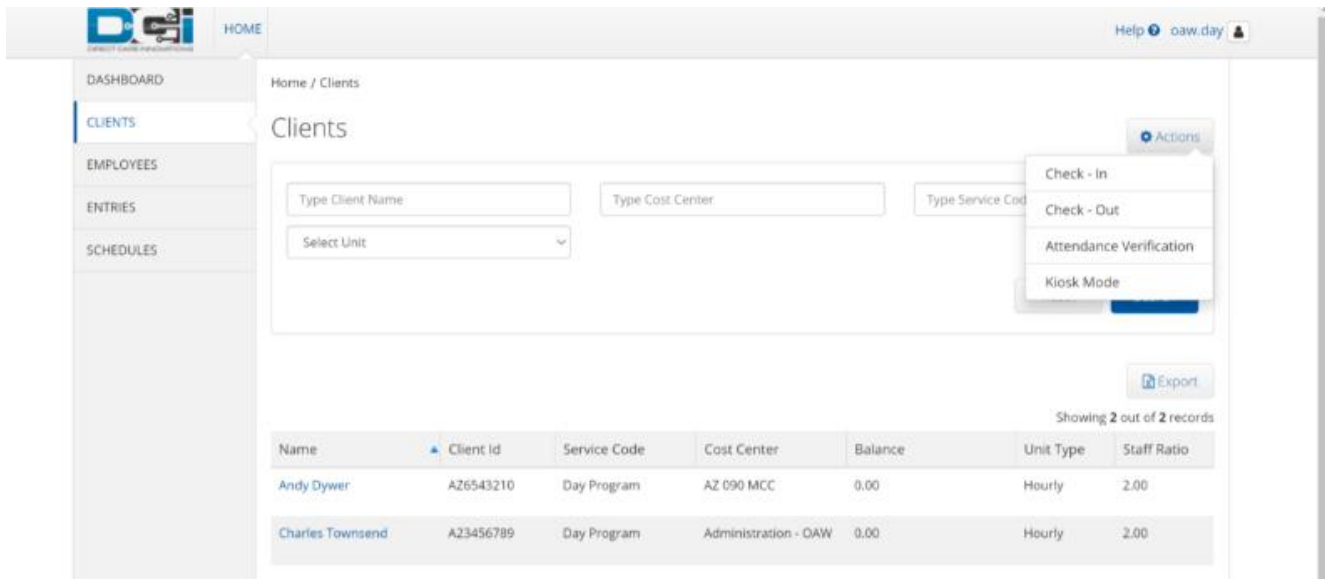 DCi
DIRECT CARE INNOVATIONS
HOME
Help oaw.day
DASHBOARD
CLIENTS
EMPLOYEES
ENTRIES
SCHEDULES
Home / Clients
Clients
Actions
Check - In
Check - Out
Attendance Verification
Kiosk Mode
Type Client Name Type Cost Center Type Service Cod
Select Unit
Export
Showing 2 out of 2 records
Name Client Id Service Code Cost Center Balance Unit Type Staff Ratio
Andy Dywer AZ6543210 Day Program AZ 090 MCC 0.00 Hourly 2.00
Charles Townsend A23456789 Day Program Administration - OAW 0.00 Hourly 2.00